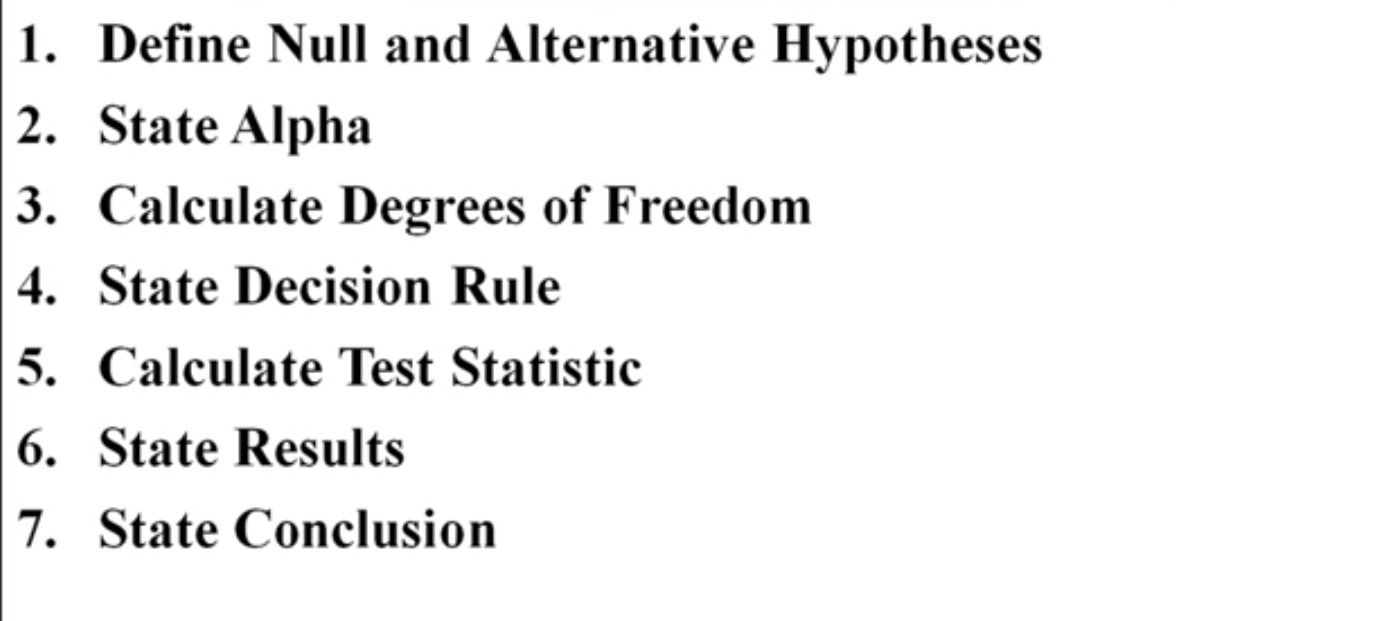 1. Define Null and Alternative Hypotheses
2. State Alpha
3. Calculate Degrees of Freedom
4. State Decision Rule
5. Calculate Test Statistic
6. State Results
7. State Conclusion